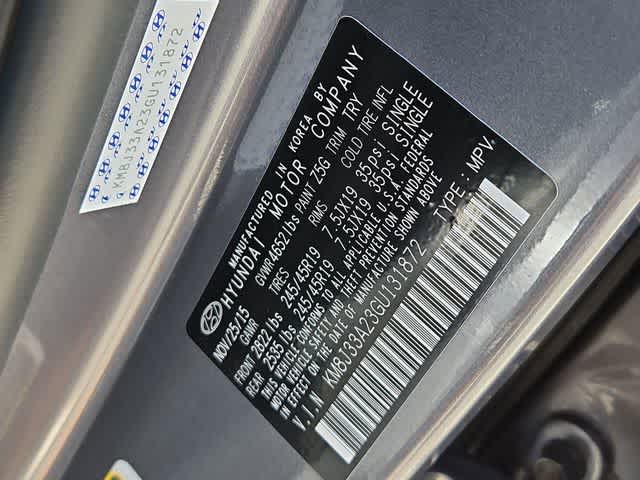 KM8J33A23GU131872
MANUFACTURED IN KOREA BY
HYUNDAI MOTOR COMPANY
NOV/25/15 GVWR 4652 lbs PAINT Z5G TRIM TRY
GAWR TIRES RIMS COLD TIRE INFL
FRONT 2822 lbs 245/45R19 7.5JX19 35psi SINGLE
REAR 2535 lbs 245/45R19 7.5JX19 35psi SINGLE
THIS VEHICLE CONFORMS TO ALL APPLICABLE U.S.A. FEDERAL
MOTOR VEHICLE SAFETY AND THEFT PREVENTION STANDARDS
IN EFFECT ON THE DATE OF MANUFACTURE SHOWN ABOVE
V.I.N KM8J33A23GU131872 TYPE : MPV